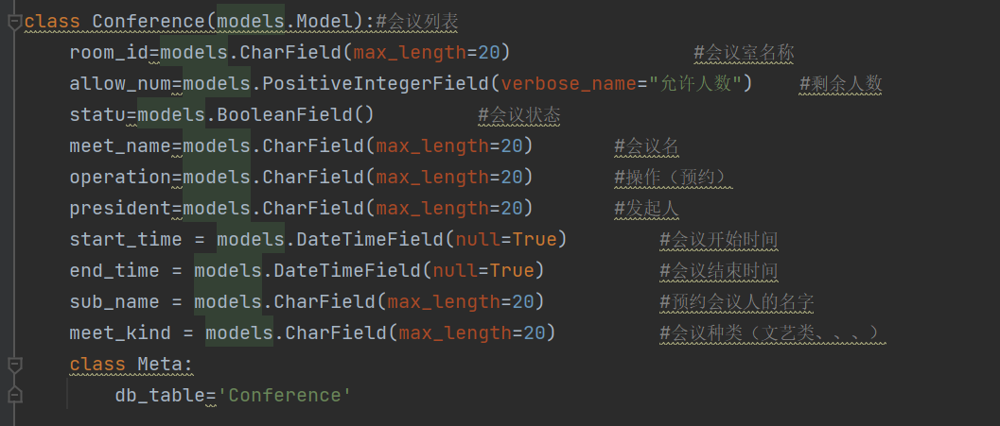 class Conference(models.Model):#会议列表
room_id=models.CharField(max_length=20) #会议室名称
allow_num=models.PositiveIntegerField(verbose_name="允许人数") #剩余人数
statu=models.BooleanField() #会议状态
meet_name=models.CharField(max_length=20) #会议名
operation=models.CharField(max_length=20) #操作（预约）
president=models.CharField(max_length=20) #发起人
start_time = models.DateTimeField(null=True) #会议开始时间
end_time = models.DateTimeField(null=True) #会议结束时间
sub_name = models.CharField(max_length=20) #预约会议人的名字
meet_kind = models.CharField(max_length=20) #会议种类（文艺类、、、）
class Meta:
db_table='Conference'